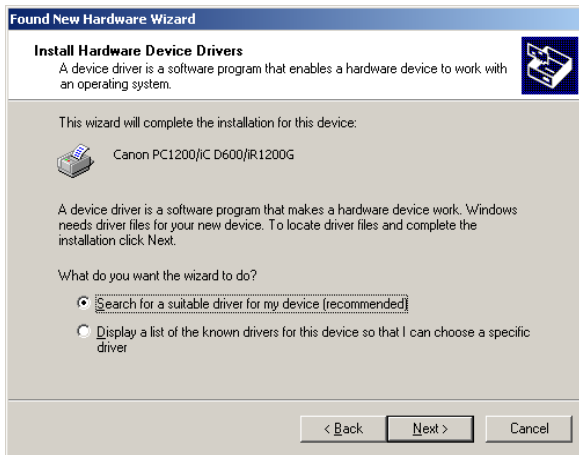 Found New Hardware Wizard
Install Hardware Device Drivers
A device driver is a software program that enables a hardware device to work with
an operating system.
This wizard will complete the installation for this device:
Canon PC1200/iC D600/iR1200G
A device driver is a software program that makes a hardware device work. Windows
needs driver files for your new device. To locate driver files and complete the
installation click Next.
What do you want the wizard to do?
Search for a suitable driver for my device (recommended)
Display a list of the known drivers for this device so that I can choose a specific
driver
< Back Next > Cancel